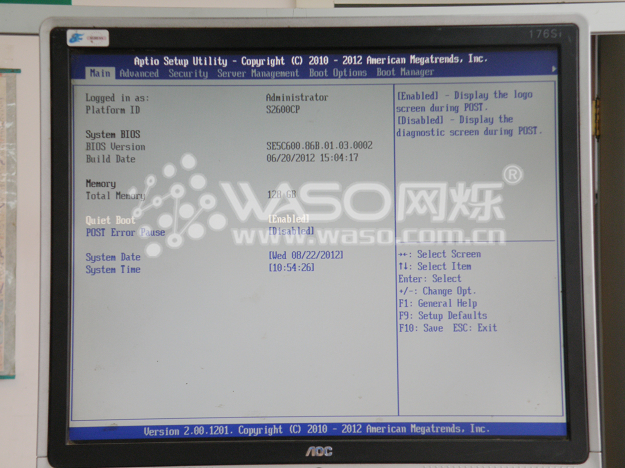 176Si
Aptio Setup Utility - Copyright (C) 2010 - 2012 American Megatrends, Inc.
Main Advanced Security Server Management Boot Options Boot Manager
Logged in as: Administrator
Platform ID S2600CP
System BIOS
BIOS Version SE5C600.86B.01.03.0002
Build Date 06/20/2012 15:04:17
Memory
Total Memory 128 GB
Quiet Boot [Enabled]
POST Error Pause [Disabled]
System Date [Wed 08/22/2012]
System Time [10:54:26]
[Enabled] - Display the logo
screen during POST.
[Disabled] - Display the
diagnostic screen during POST.
→←: Select Screen
↑↓: Select Item
Enter: Select
+/-: Change Opt.
F1: General Help
F9: Setup Defaults
F10: Save ESC: Exit
Version 2.00.1201. Copyright (C) 2010 - 2012 American Megatrends, Inc.
AOC
WASO网烁®
www.waso.com.cn